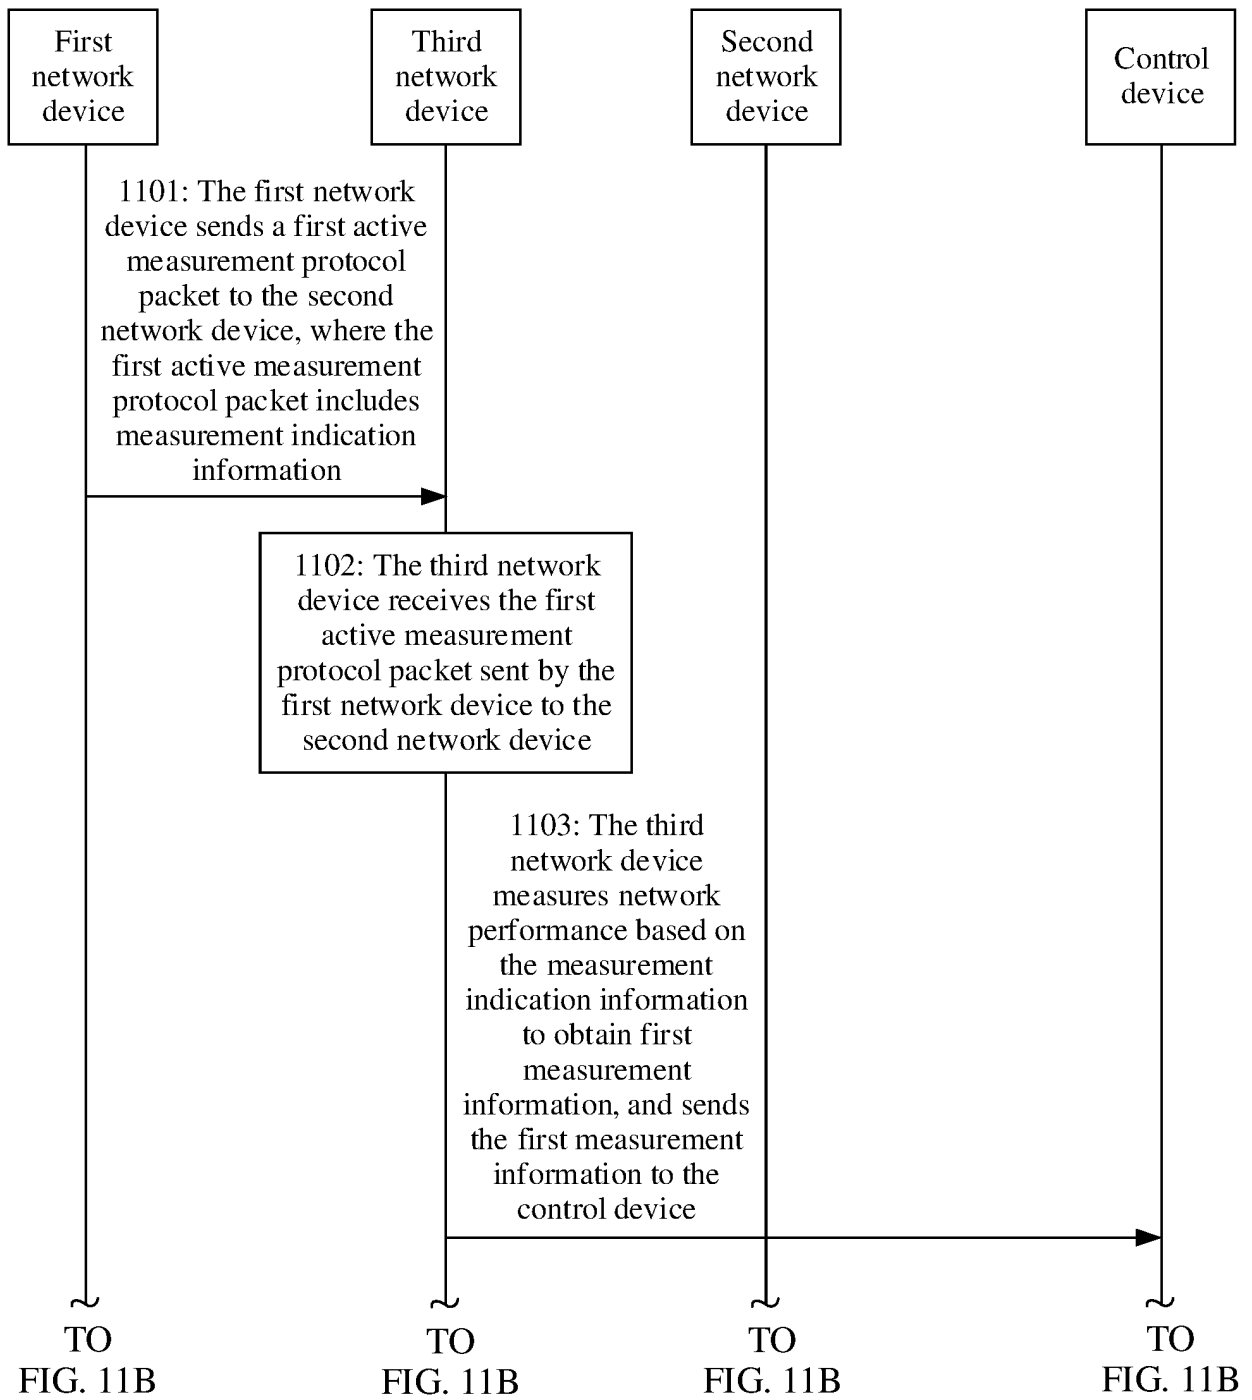 First
network
device
Third
network
device
Second
network
device
Control
device
1101: The first network
device sends a first active
measurement protocol
packet to the second
network device, where the
first active measurement
protocol packet includes
measurement indication
information
1102: The third network
device receives the first
active measurement
protocol packet sent by the
first network device to the
second network device
1103: The third
network device
measures network
performance based on
the measurement
indication information
to obtain first
measurement
information, and sends
the first measurement
information to the
control device
TO
FIG. 11B
TO
FIG. 11B
TO
FIG. 11B
TO
FIG. 11B